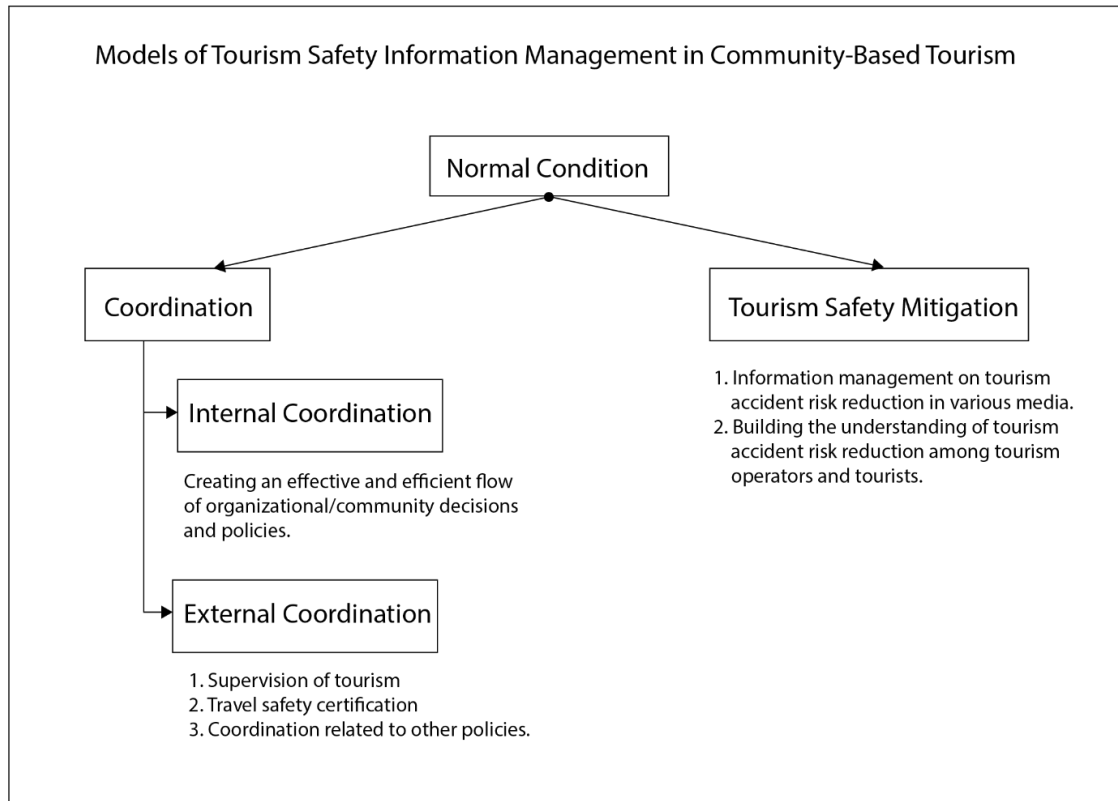 Models of Tourism Safety Information Management in Community-Based Tourism
Normal Condition
Coordination
Internal Coordination
Creating an effective and efficient flow
of organizational/community decisions
and policies.
External Coordination
1. Supervision of tourism
2. Travel safety certification
3. Coordination related to other policies.
Tourism Safety Mitigation
1. Information management on tourism
accident risk reduction in various media.
2. Building the understanding of tourism
accident risk reduction among tourism
operators and tourists.